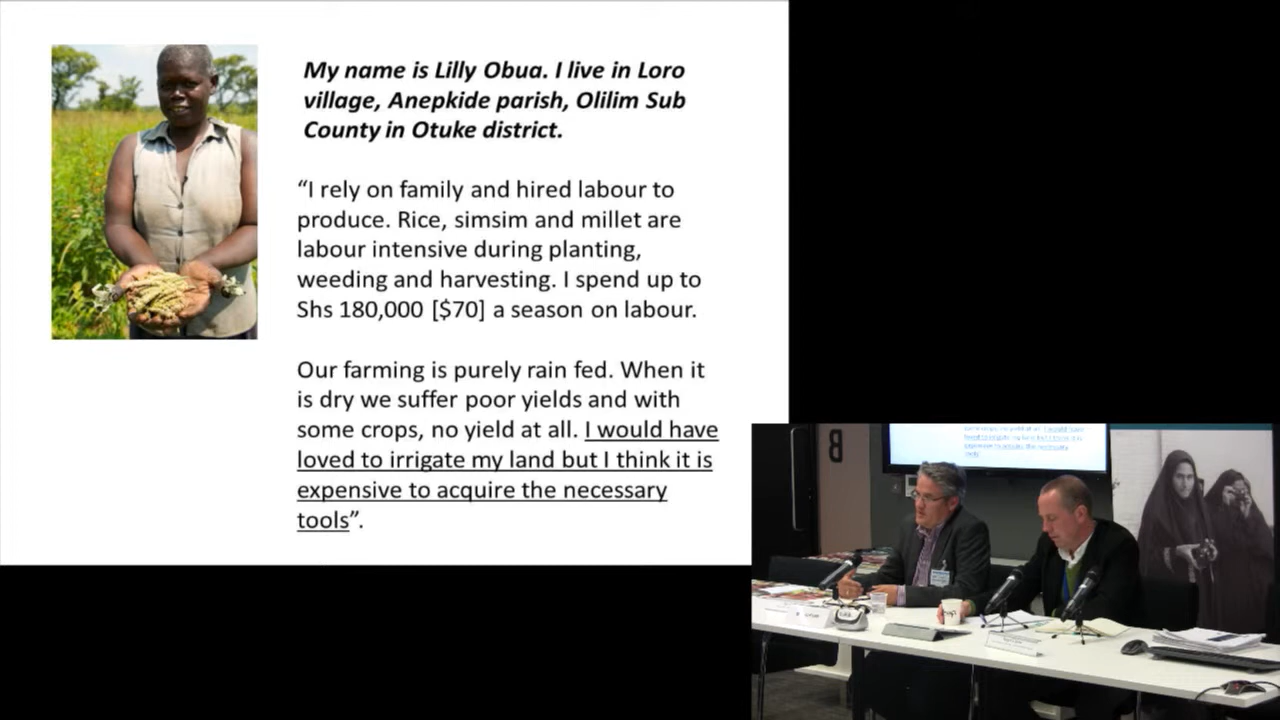 My name is Lilly Obua. I live in Loro
village, Anepkide parish, Olilim Sub
County in Otuke district.
“I rely on family and hired labour to
produce. Rice, simsim and millet are
labour intensive during planting,
weeding and harvesting. I spend up to
Shs 180,000 [$70] a season on labour.
Our farming is purely rain fed. When it
is dry we suffer poor yields and with
some crops, no yield at all. I would have
loved to irrigate my land but I think it is
expensive to acquire the necessary
tools”.